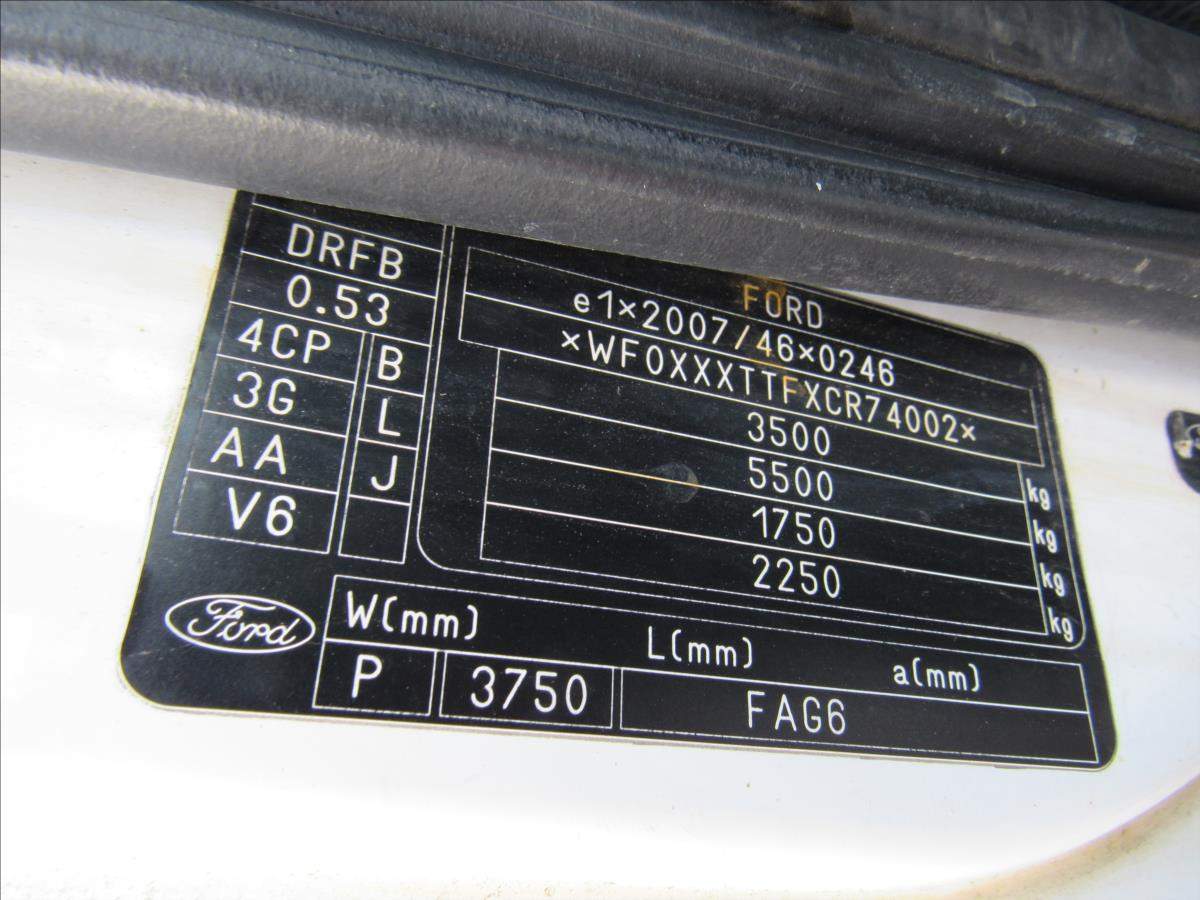 DRFB
0.53
4CP B
3G L
AA J
V6
FORD
e1×2007/46×0246
×WF0XXXTTFXCR74002×
3500 kg
5500 kg
1750 kg
2250 kg
Ford
W(mm) L(mm) a(mm)
P 3750 FAG6